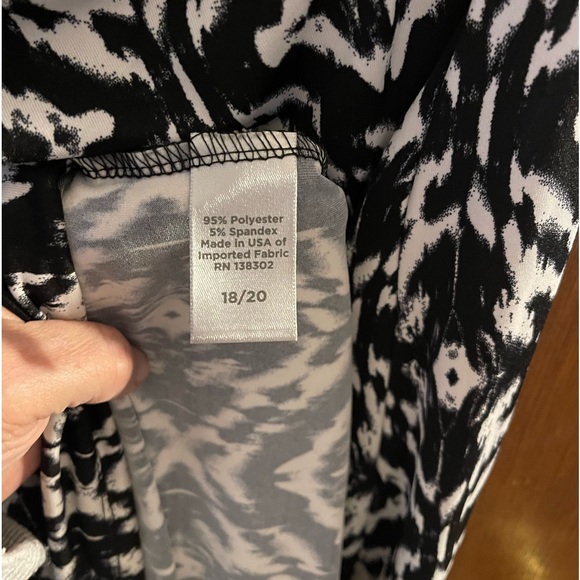 95% Polyester
5% Spandex
Made in USA of
Imported Fabric
RN 138302
18/20